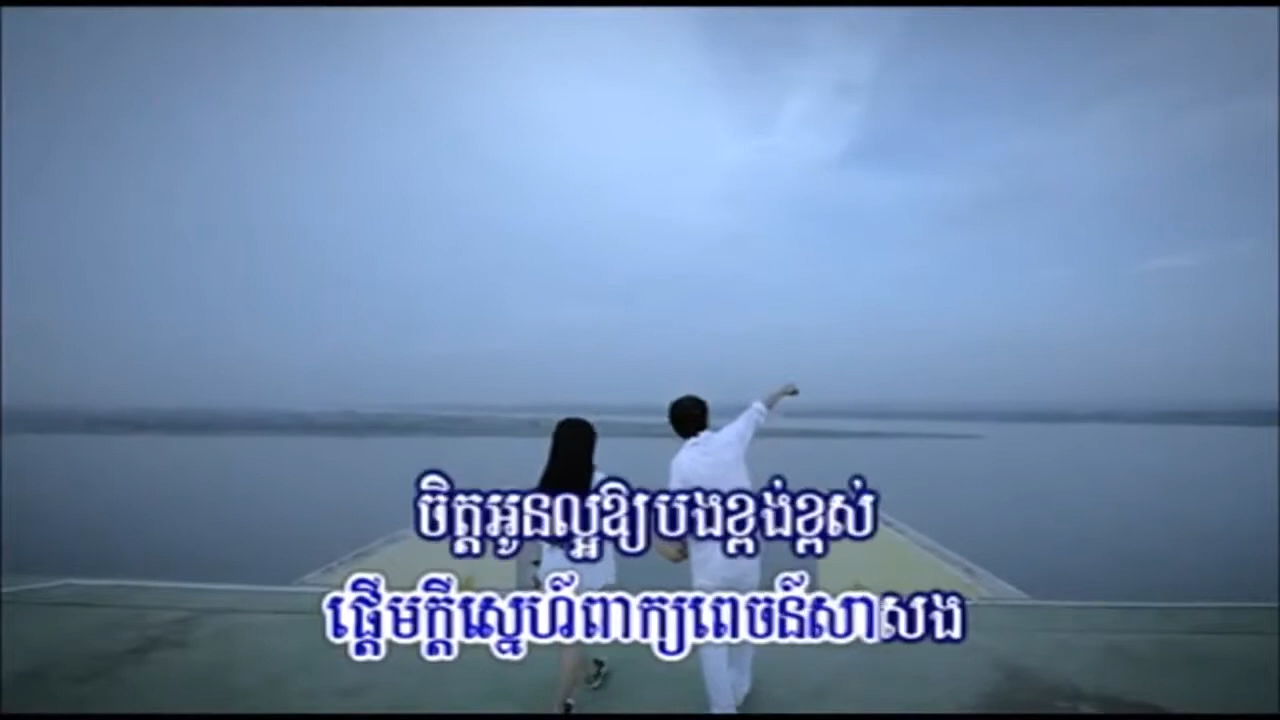 ចិត្តអូនល្អឱ្យបងខ្ពង់ខ្ពស់
ផ្ដើមក្ដីស្នេហ៍ពាក្យពេចន៍សាសង